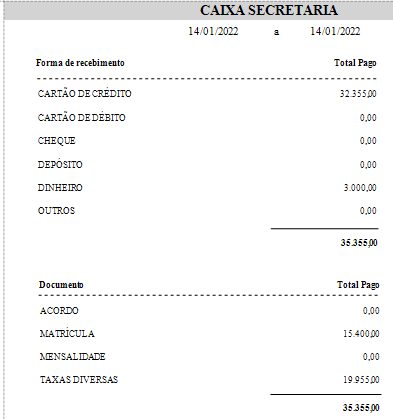 CAIXA SECRETARIA
14/01/2022 a 14/01/2022
Forma de recebimento Total Pago
CARTÃO DE CRÉDITO 32.355,00
CARTÃO DE DÉBITO 0,00
CHEQUE 0,00
DEPÓSITO 0,00
DINHEIRO 3.000,00
OUTROS 0,00
35.355,00
Documento Total Pago
ACORDO 0,00
MATRÍCULA 15.400,00
MENSALIDADE 0,00
TAXAS DIVERSAS 19.955,00
35.355,00